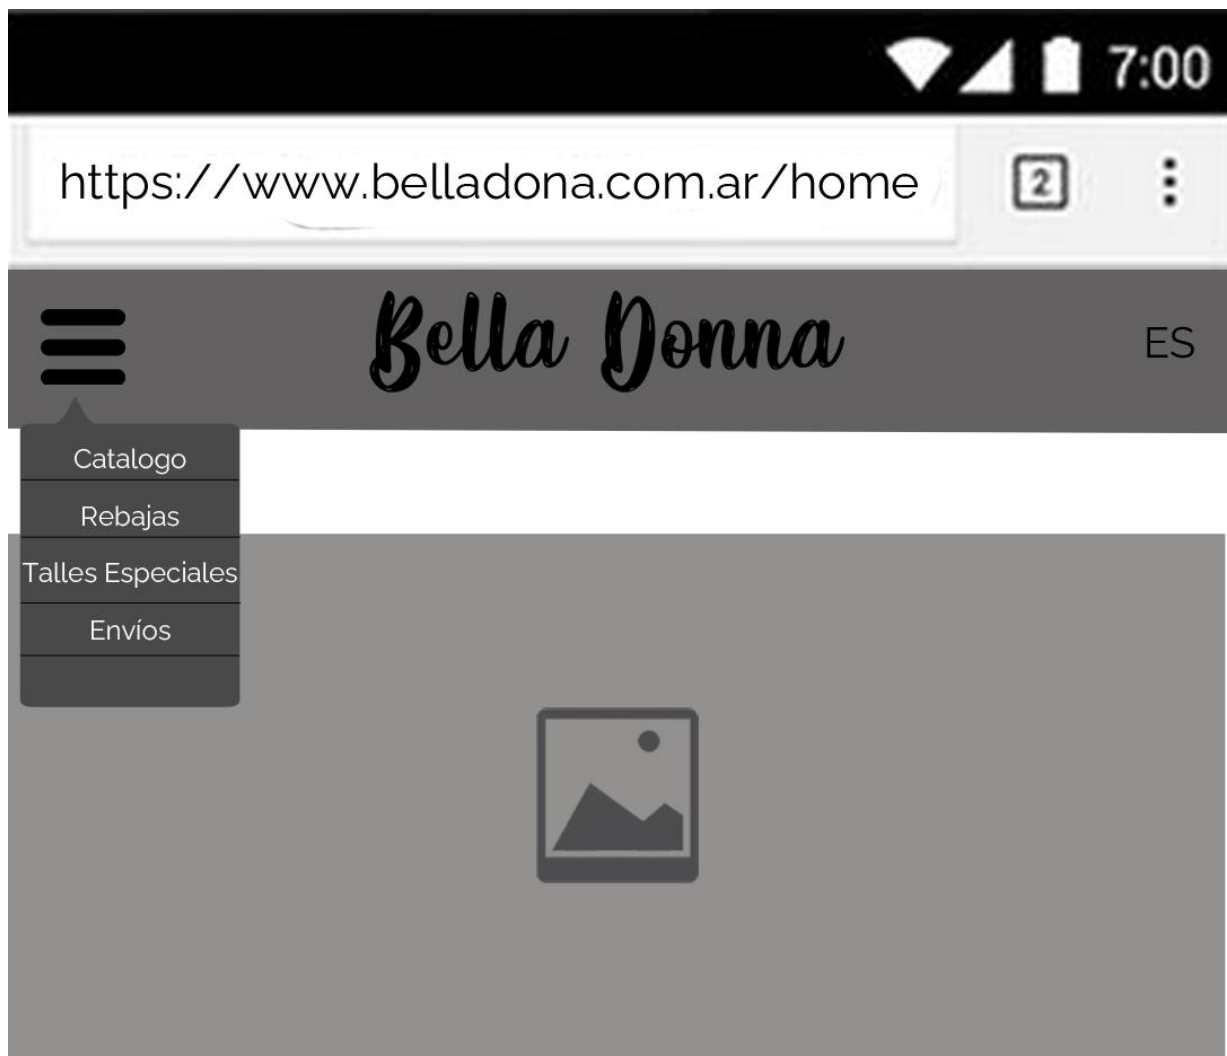 7:00
https://www.belladona.com.ar/home
2
Bella Donna
ES
Catalogo
Rebajas
Talles Especiales
Envíos